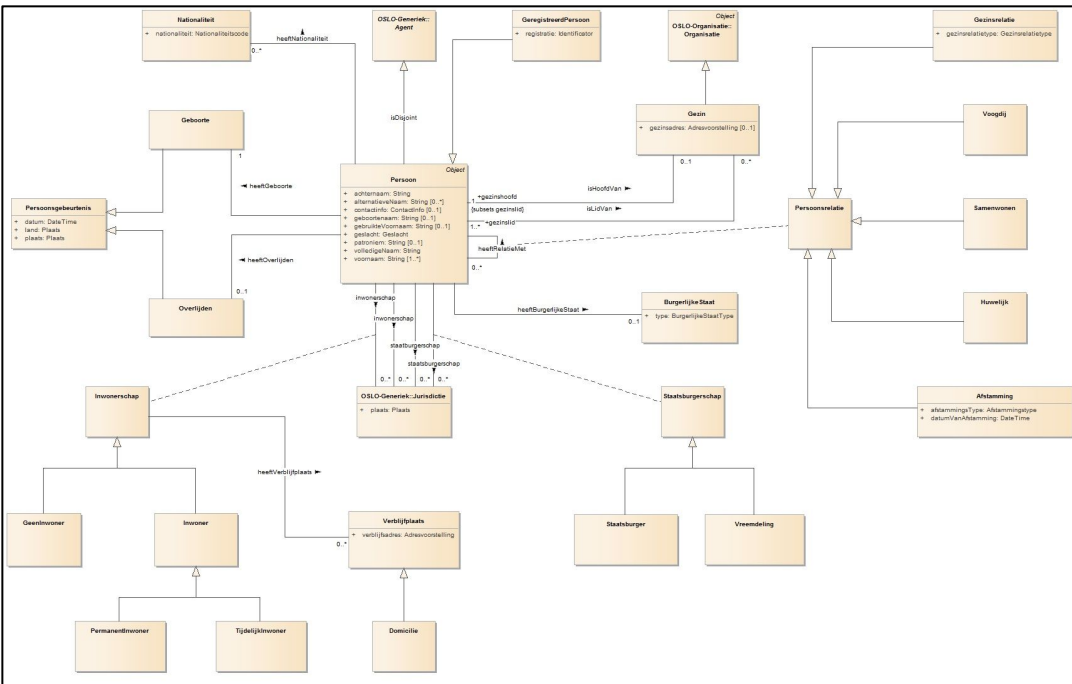 Nationaliteit
+ nationaliteit: Nationaliteitscode
heeftNationaliteit
0..*
OSLO-Generiek::
Agent
GeregistreerdPersoon
+ registratie: Identificator
Object
OSLO-Organisatie::
Organisatie
Gezinsrelatie
+ gezinsrelatietype: Gezinsrelatietype
isDisjoint
Geboorte
1
heeftGeboorte
Gezin
+ gezinsadres: Adresvoorstelling [0..1]
0..1
0..*
Voogdij
Object
Persoon
+ achternaam: String
+ alternatieveNaam: String [0..*]
+ contactinfo: ContactInfo [0..1]
+ geboortenaam: String [0..1]
+ gebruikteVoornaam: String [0..1]
+ geslacht: Geslacht
+ patroniem: String [0..1]
+ volledigeNaam: String
+ voornaam: String [1..*]
+gezinshoofd
isHoofdVan
1
{subsets gezinslid}
isLidVan
+gezinslid
1..*
heeftRelatieMet
0..*
Persoonsgebeurtenis
+ datum: DateTime
+ land: Plaats
+ plaats: Plaats
Persoonsrelatie
Samenwonen
heeftOverlijden
0..1
Overlijden
inwonerschap
inwonerschap
staatburgerschap
staatsburgerschap
0..*
0..*
0..*
0..*
heeftBurgerlijkeStaat
0..1
BurgerlijkeStaat
+ type: BurgerlijkeStaatType
Huwelijk
Inwonerschap
OSLO-Generiek::Jurisdictie
+ plaats: Plaats
Staatsburgerschap
Afstamming
+ afstammingsType: Afstammingstype
+ datumVanAfstamming: DateTime
heeftVerblijfplaats
0..*
GeenInwoner
Inwoner
Verblijfplaats
+ verblijfsadres: Adresvoorstelling
Staatsburger
Vreemdeling
PermanentInwoner
TijdelijkInwoner
Domicilie